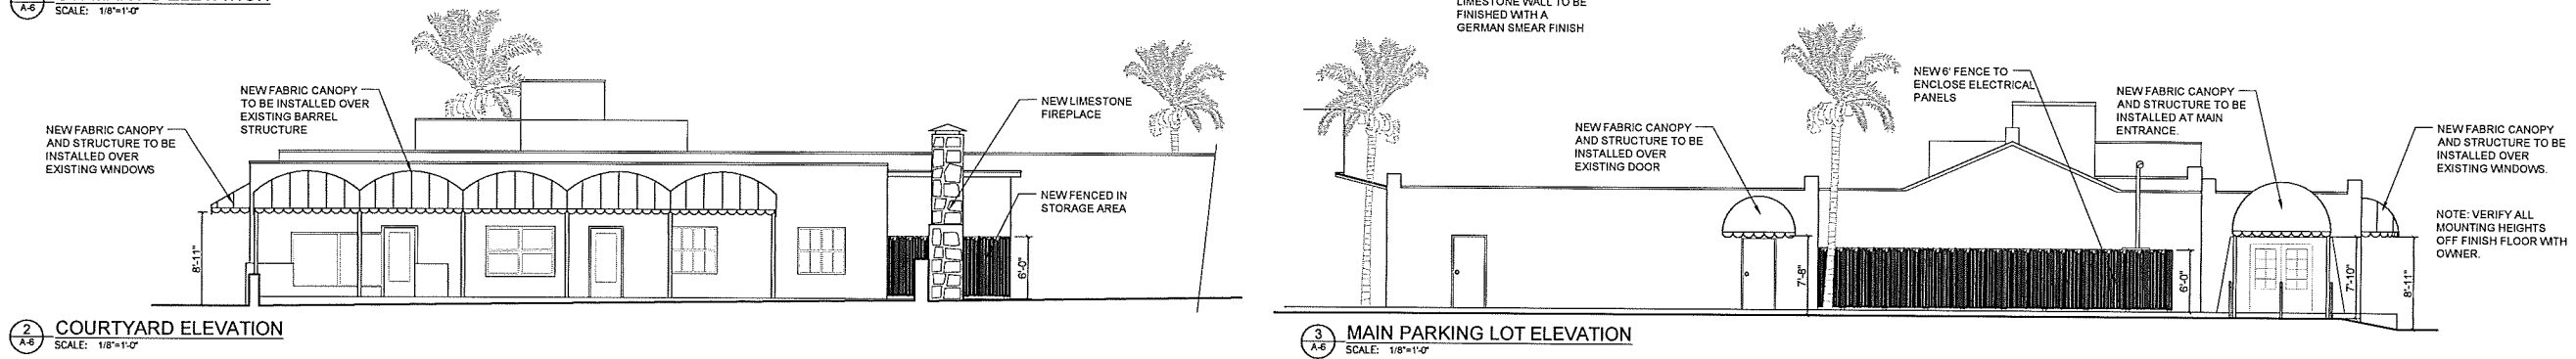 A-6
SCALE: 1/8"=1'-0"
LIMESTONE WALL TO BE
FINISHED WITH A
GERMAN SMEAR FINISH
NEW FABRIC CANOPY
AND STRUCTURE TO BE
INSTALLED OVER
EXISTING WINDOWS
NEW FABRIC CANOPY
TO BE INSTALLED OVER
EXISTING BARREL
STRUCTURE
NEW LIMESTONE
FIREPLACE
NEW FENCED IN
STORAGE AREA
8'-11"
6'-0"
2
A-6
COURTYARD ELEVATION
SCALE: 1/8"=1'-0"
NEW FABRIC CANOPY
AND STRUCTURE TO BE
INSTALLED OVER
EXISTING DOOR
NEW 6' FENCE TO
ENCLOSE ELECTRICAL
PANELS
NEW FABRIC CANOPY
AND STRUCTURE TO BE
INSTALLED AT MAIN
ENTRANCE.
NEW FABRIC CANOPY
AND STRUCTURE TO BE
INSTALLED OVER
EXISTING WINDOWS.
NOTE: VERIFY ALL
MOUNTING HEIGHTS
OFF FINISH FLOOR WITH
OWNER.
7'-8"
6'-0"
7'-10"
8'-11"
3
A-6
MAIN PARKING LOT ELEVATION
SCALE: 1/8"=1'-0"